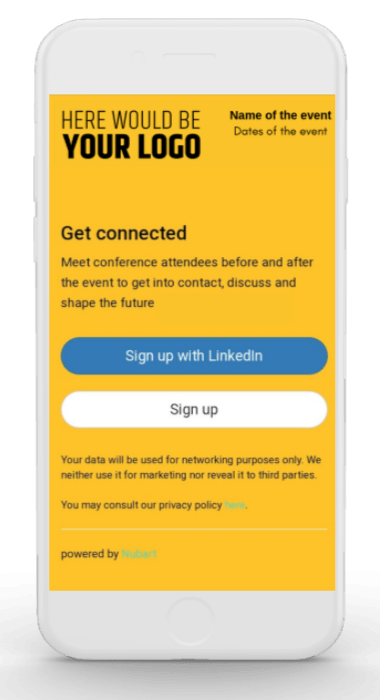 HERE WOULD BE
YOUR LOGO
Name of the event
Dates of the event
Get connected
Meet conference attendees before and after
the event to get into contact, discuss and
shape the future
Sign up with LinkedIn
Sign up
Your data will be used for networking purposes only. We
neither use it for marketing nor reveal it to third parties.
You may consult our privacy policy here.
powered by Nubart